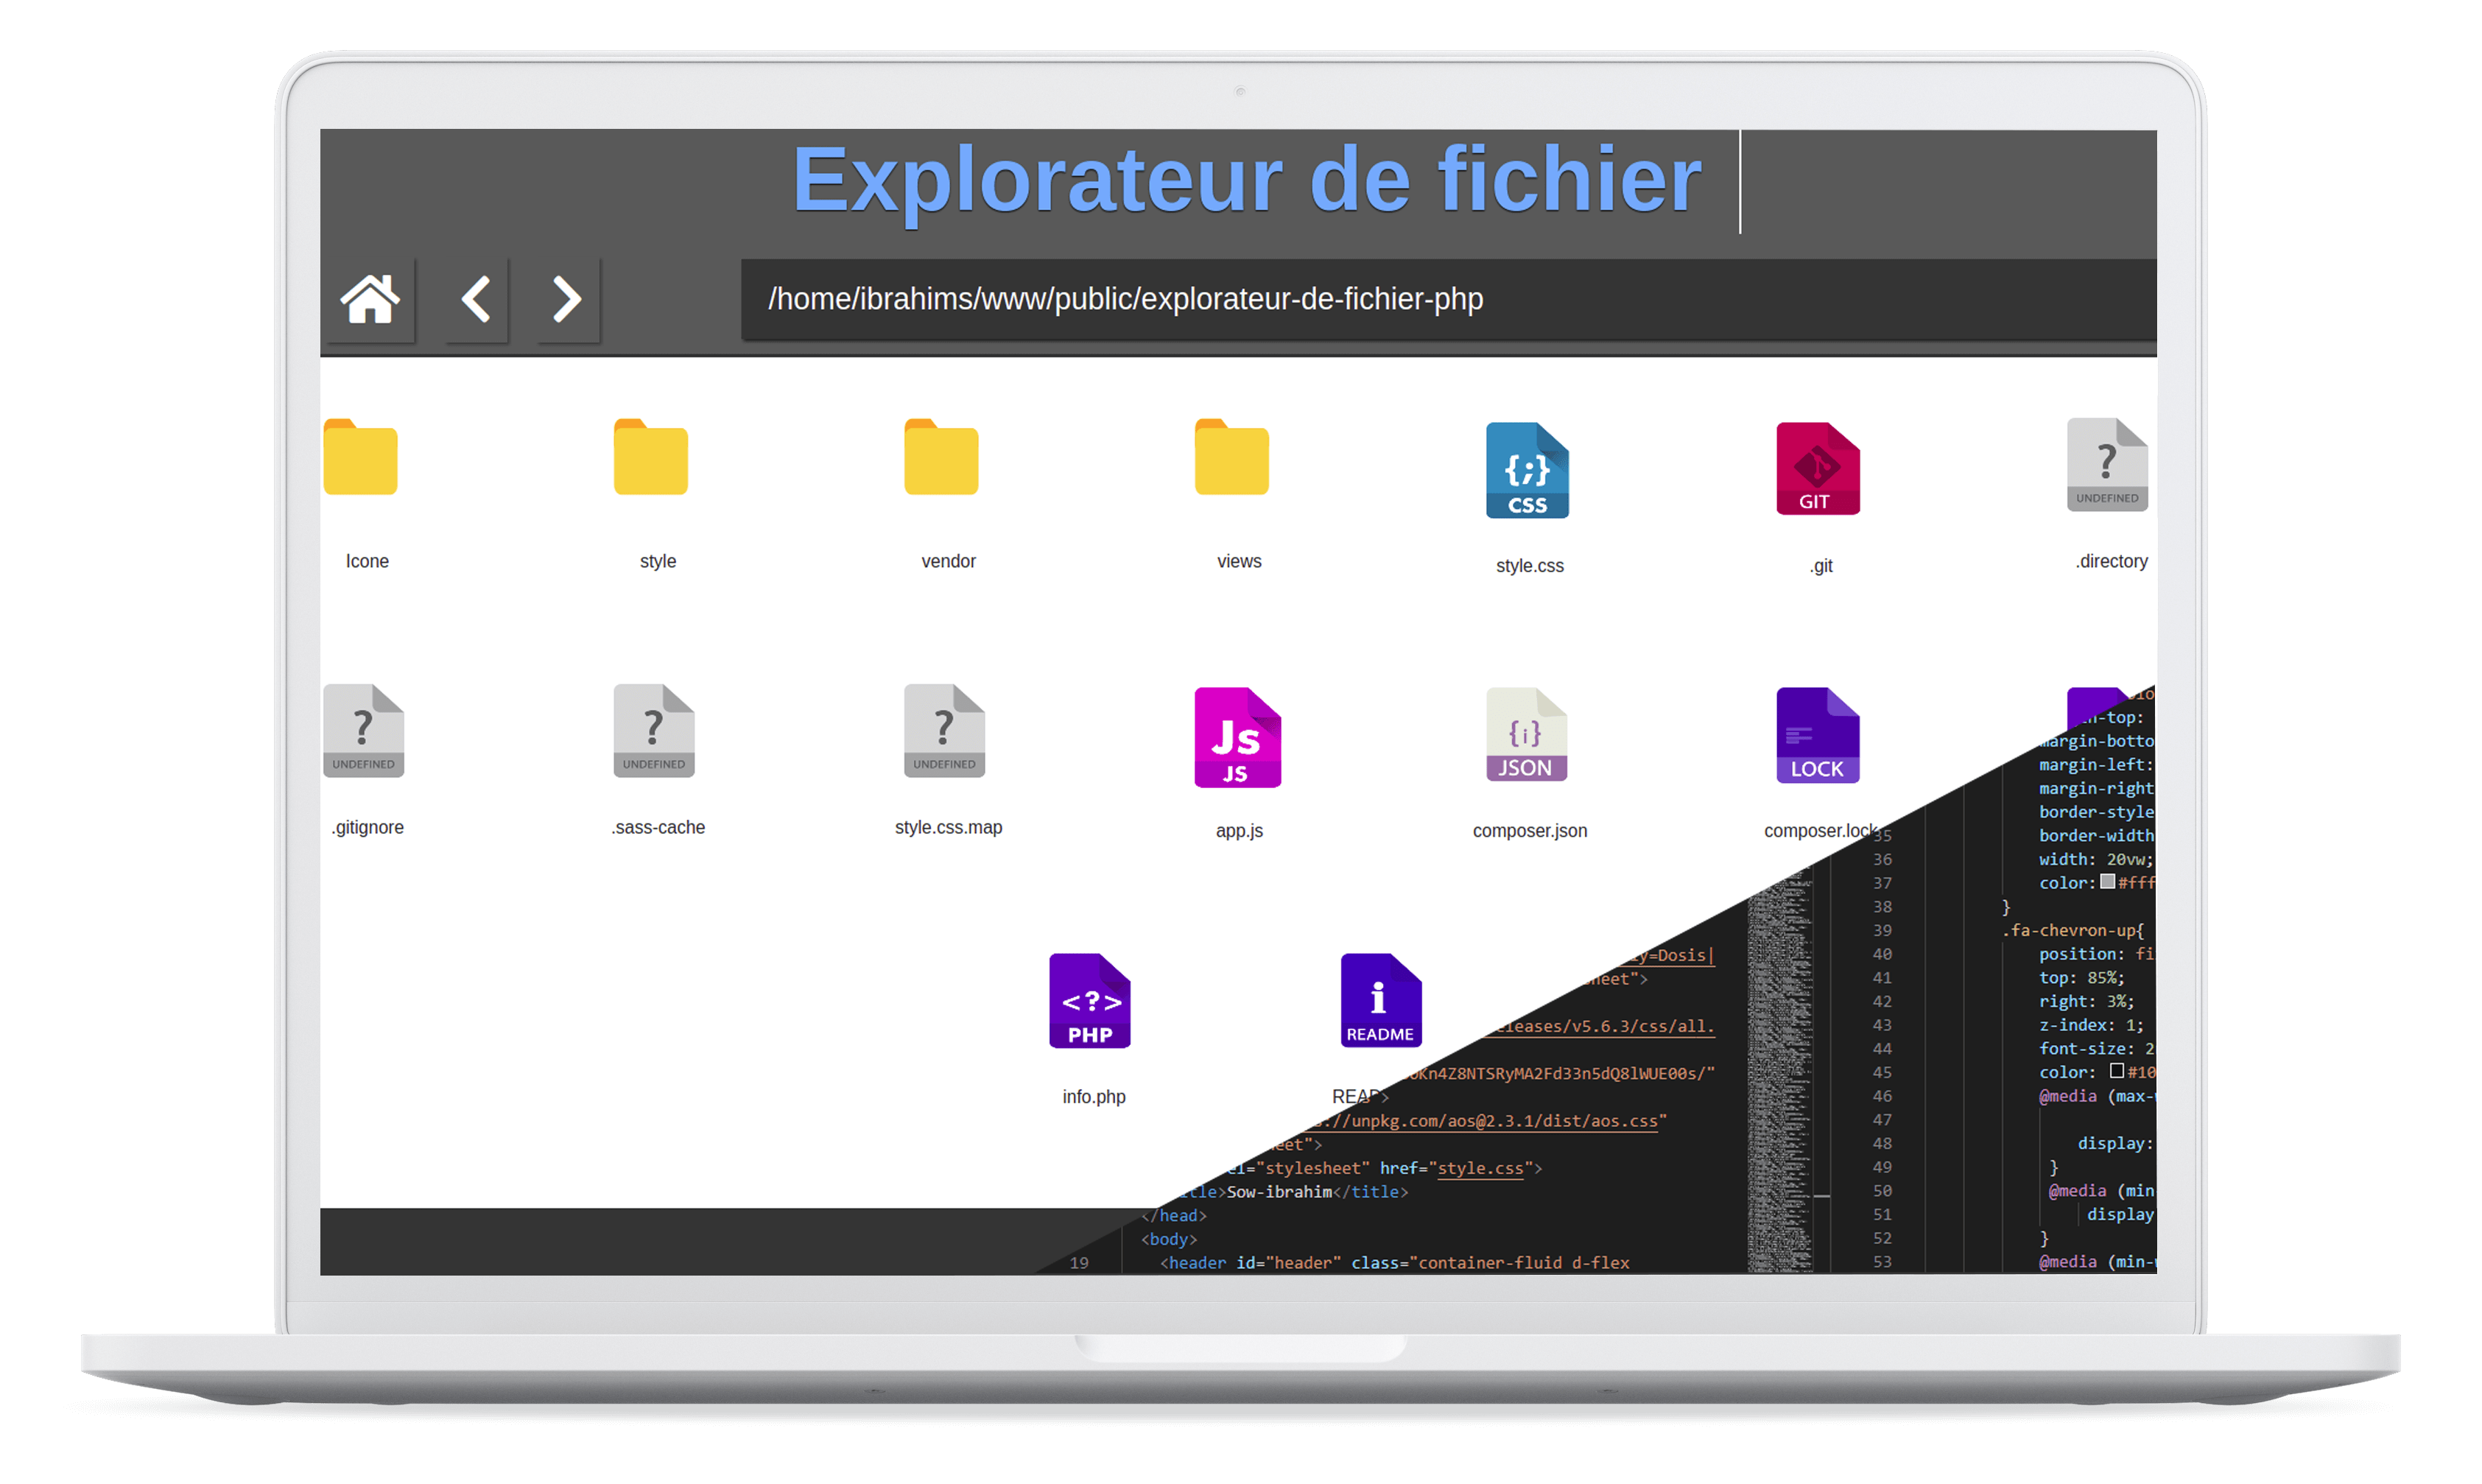 Explorateur de fichier
/home/ibrahims/www/public/explorateur-de-fichier-php
{;}
CSS
GIT
?
UNDEFINED
Icone
style
vendor
views
style.css
.git
.directory
?
UNDEFINED
?
UNDEFINED
?
UNDEFINED
Js
JS
{i}
JSON
LOCK
.gitignore
.sass-cache
style.css.map
app.js
composer.json
composer.lock
<?>
PHP
i
README
info.php
y=Dosis|
heet">
leases/v5.6.3/css/all.
Kn4Z8NTSRyMA2Fd33n5dQ8lWUE00s/"
>
://unpkg.com/aos@2.3.1/dist/aos.css"
eet">
el="stylesheet" href="style.css">
tle>Sow-ibrahim</title>
</head>
<body>
19 <header id="header" class="container-fluid d-flex
n-top:
margin-botto
margin-left:
margin-right
border-style
35 border-width
36 width: 20vw;
37 color: #fff
38 }
39 .fa-chevron-up{
40 position: fi
41 top: 85%;
42 right: 3%;
43 z-index: 1;
44 font-size: 2
45 color: #10
46 @media (max-
47
48 display:
49 }
50 @media (min
51 display
52 }
53 @media (min-